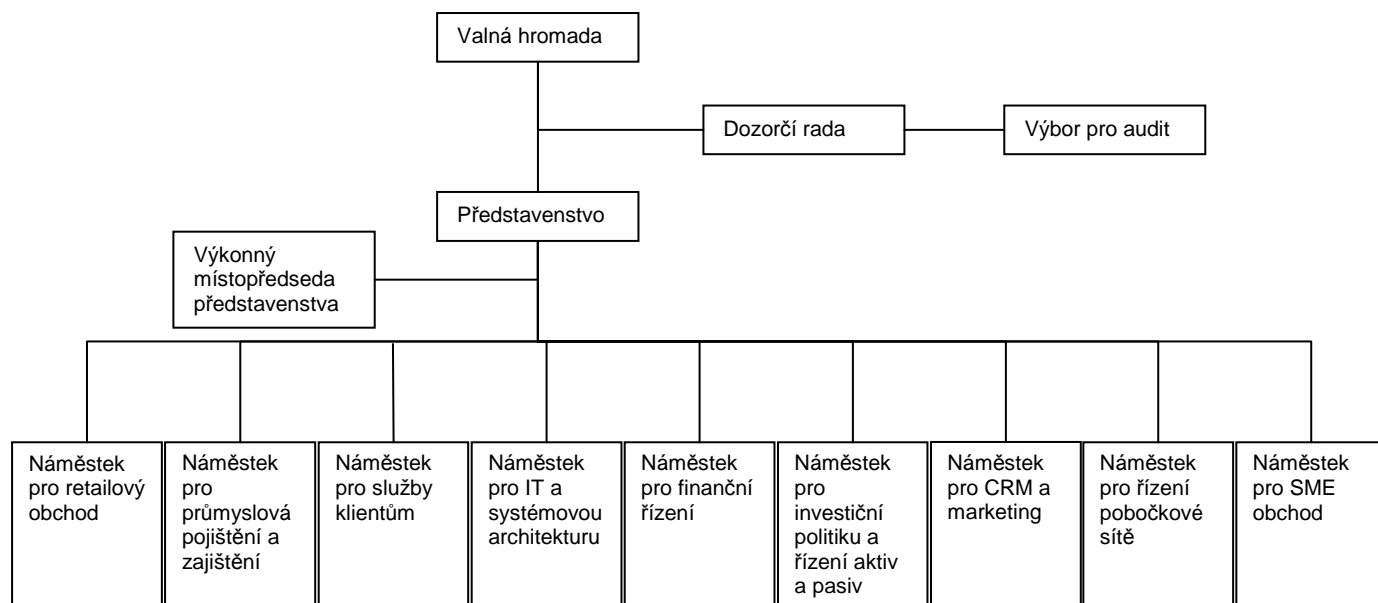 Valná hromada
Dozorčí rada
Výbor pro audit
Představenstvo
Výkonný
místopředseda
představenstva
Náměstek
pro retailový
obchod
Náměstek
pro
průmyslová
pojištění a
zajištění
Náměstek
pro služby
klientům
Náměstek
pro IT a
systémovou
architekturu
Náměstek
pro finanční
řízení
Náměstek
pro
investiční
politiku a
řízení aktiv
a pasiv
Náměstek
pro CRM a
marketing
Náměstek
pro řízení
pobočkové
sítě
Náměstek
pro SME
obchod